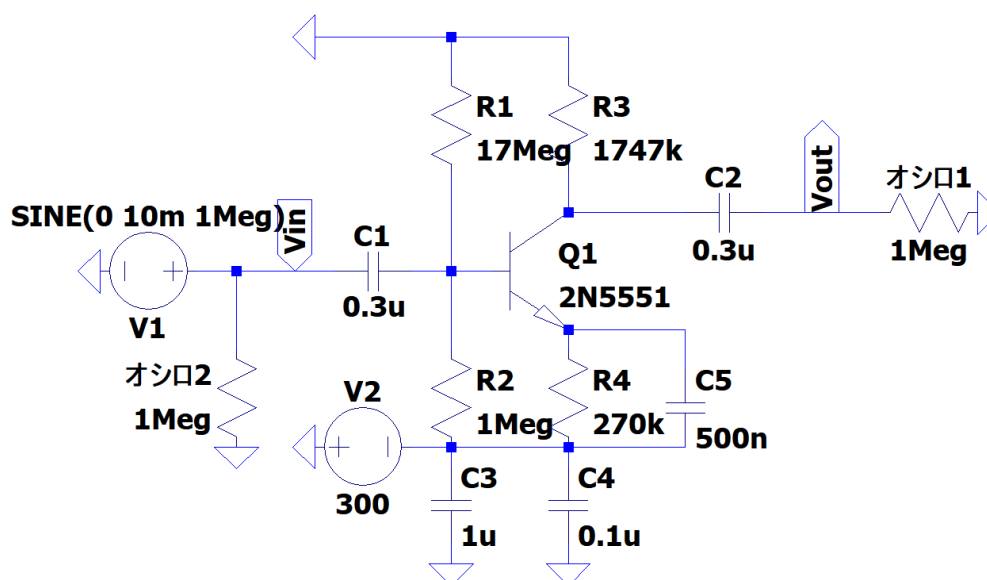 R1
17Meg
R3
1747k
SINE(0 10m 1Meg)
Vin
C1
0.3u
V1
オシロ2
1Meg
Q1
2N5551
C2
0.3u
Vout
オシロ1
1Meg
V2
300
R2
1Meg
R4
270k
C5
500n
C3
1u
C4
0.1u